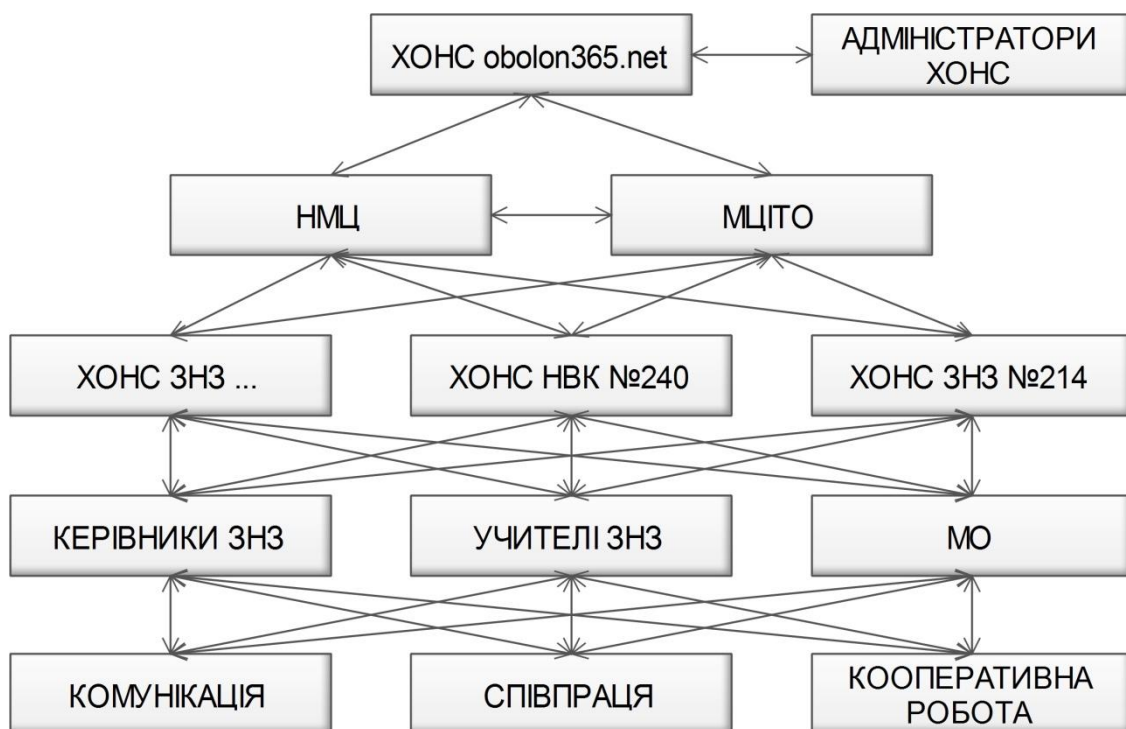 ХОНС obolon365.net
АДМІНІСТРАТОРИ
ХОНС
НМЦ
МЦІТО
ХОНС ЗНЗ ...
ХОНС НВК №240
ХОНС ЗНЗ №214
КЕРІВНИКИ ЗНЗ
УЧИТЕЛІ ЗНЗ
МО
КОМУНІКАЦІЯ
СПІВПРАЦЯ
КООПЕРАТИВНА
РОБОТА